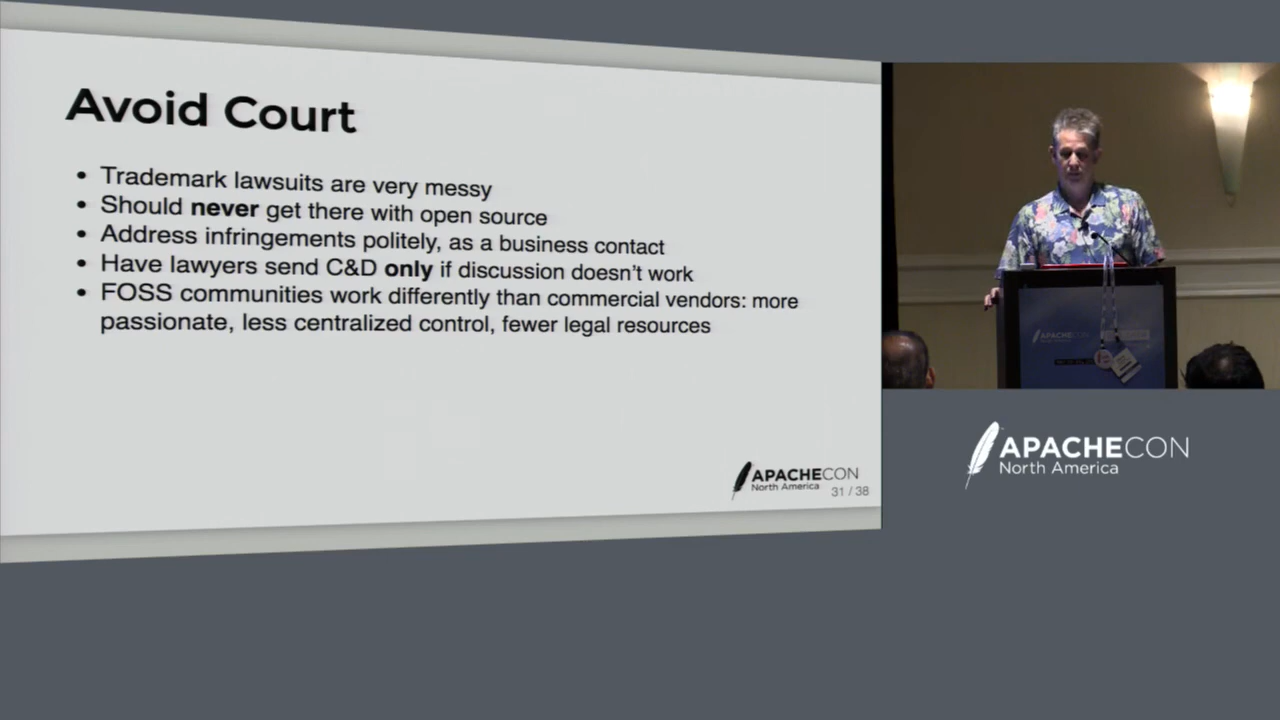 Avoid Court
• Trademark lawsuits are very messy
• Should never get there with open source
• Address infringements politely, as a business contact
• Have lawyers send C&D only if discussion doesn’t work
• FOSS communities work differently than commercial vendors: more
passionate, less centralized control, fewer legal resources
APACHECON
North America
31 / 38
APACHECON
APACHECON
North America